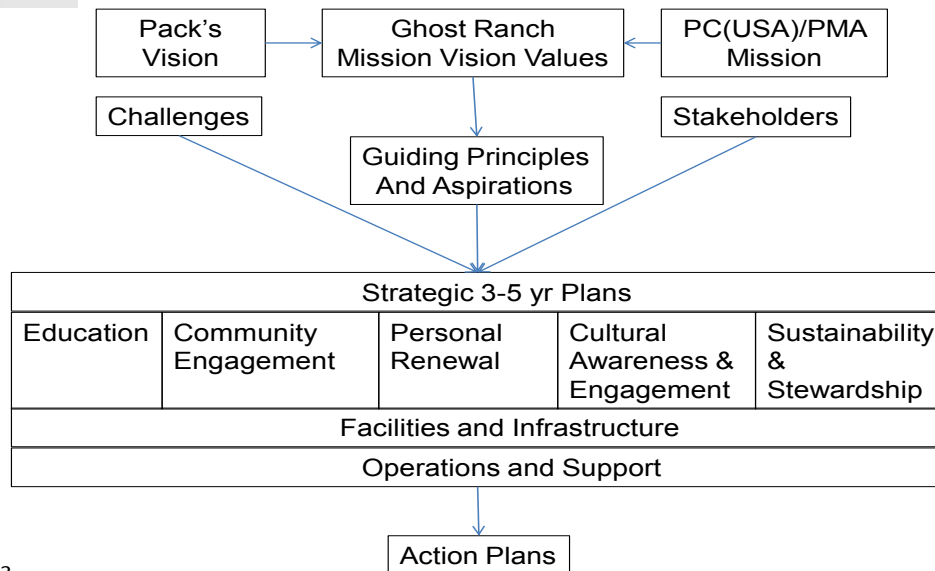 Pack's
Vision
Ghost Ranch
Mission Vision Values
PC(USA)/PMA
Mission
Challenges
Stakeholders
Guiding Principles
And Aspirations
Strategic 3-5 yr Plans
Education
Community
Engagement
Personal
Renewal
Cultural
Awareness &
Engagement
Sustainability
&
Stewardship
Facilities and Infrastructure
Operations and Support
Action Plans